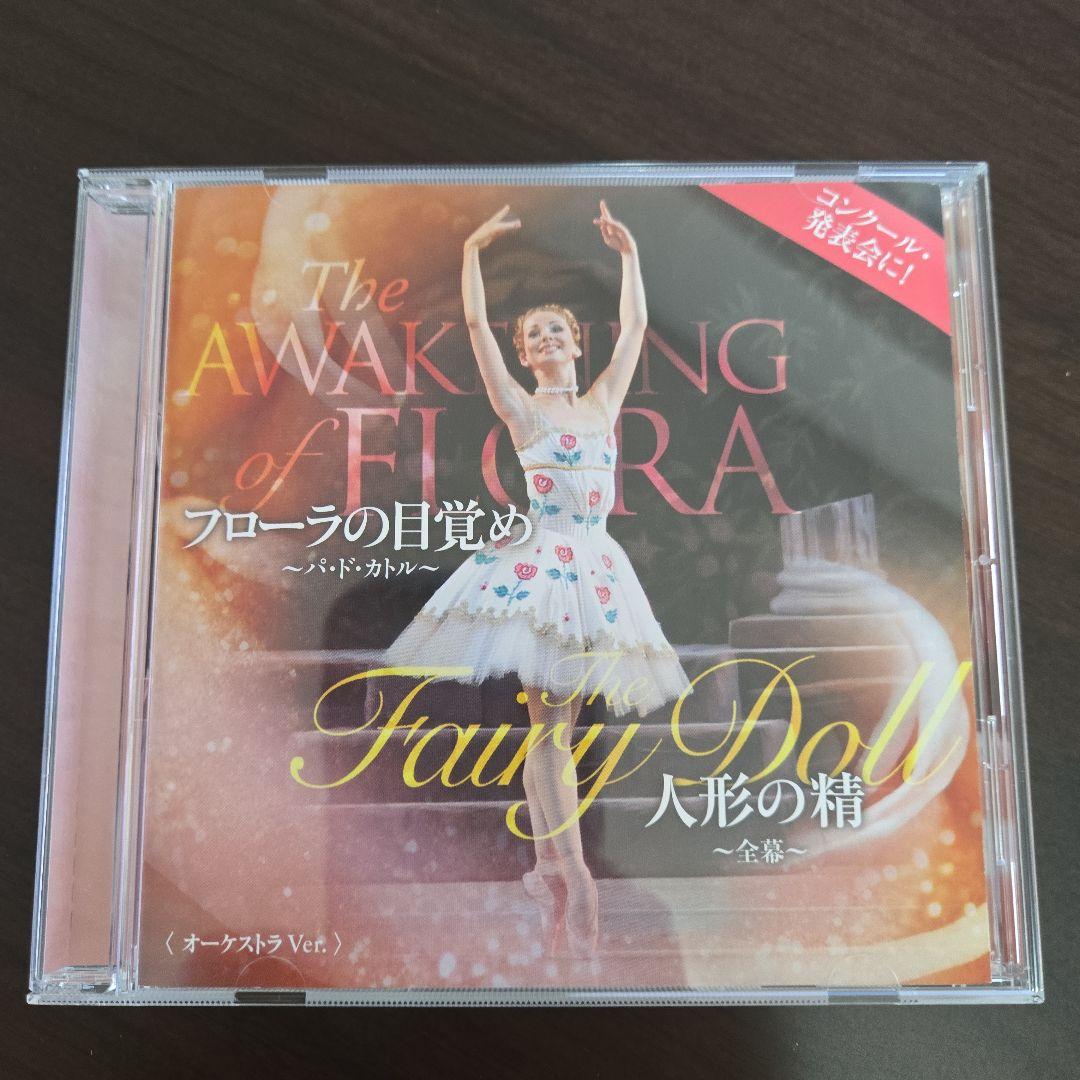 コンクール・
発表会に!
The
AWAKENING
of FLORA
フローラの目覚め
～パ・ド・カトル～
The
Fairy Doll
人形の精
～全幕～
〈 オーケストラ Ver. 〉